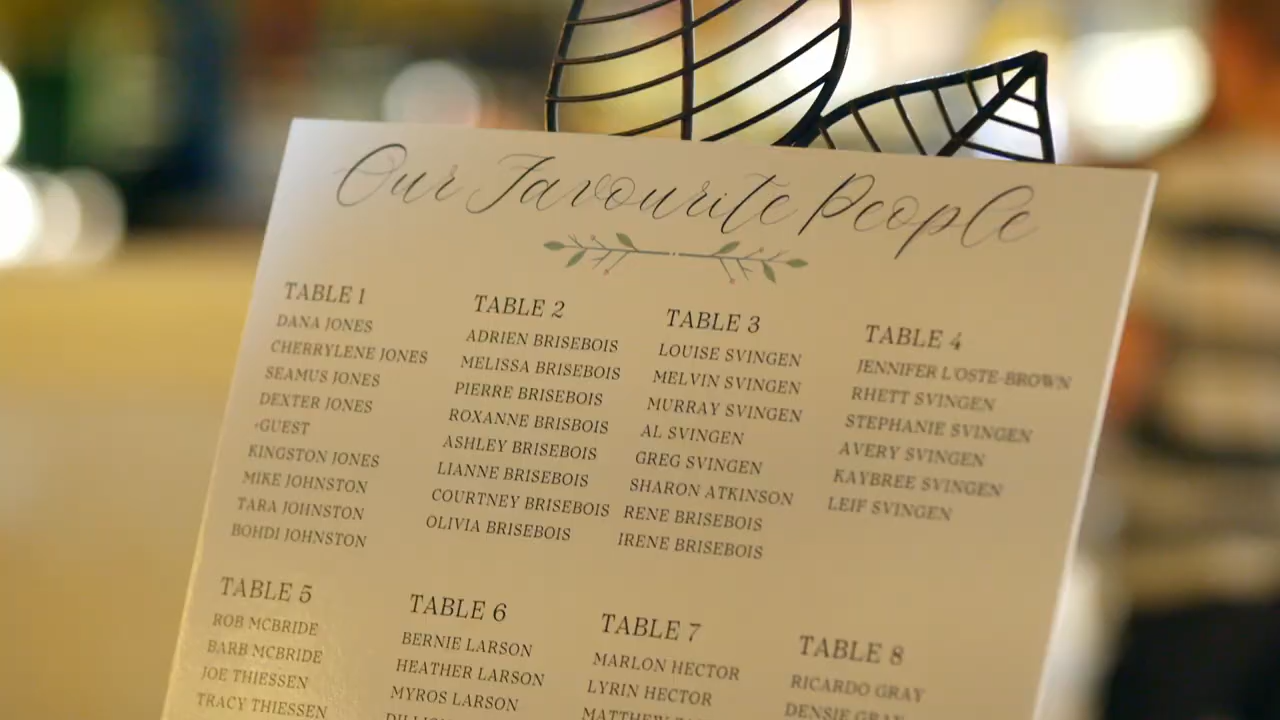 Our Favourite People
TABLE 1
DANA JONES
CHERRYLENE JONES
SEAMUS JONES
DEXTER JONES
+GUEST
KINGSTON JONES
MIKE JOHNSTON
TARA JOHNSTON
BOHDI JOHNSTON
TABLE 2
ADRIEN BRISEBOIS
MELISSA BRISEBOIS
PIERRE BRISEBOIS
ROXANNE BRISBOIS
ASHLEY BRISEBOIS
LIANNE BRISEBOIS
COURTNEY BRISEBOIS
OLIVIA BRISEBOIS
TABLE 3
LOUISE SVINGEN
MELVIN SVINGEN
MURRAY SVINGEN
AL SVINGEN
GREG SVINGEN
SHARON ATKINSON
RENE BRISEBOIS
IRENE BRISEBOIS
TABLE 4
JENNIFER L'OSTE-BROWN
RHETT SVINGEN
STEPHANIE SVINGEN
AVERY SVINGEN
KAYBREE SVINGEN
LEIF SVINGEN
TABLE 5
ROB MCBRIDE
BARB MCBRIDE
JOE THIESSEN
TRACY THIESSEN
TABLE 6
BERNIE LARSON
HEATHER LARSON
MYROS LARSON
TABLE 7
MARLON HECTOR
LYRIN HECTOR
MATTHEW
TABLE 8
RICARDO GRAY
DENSIE GRAY